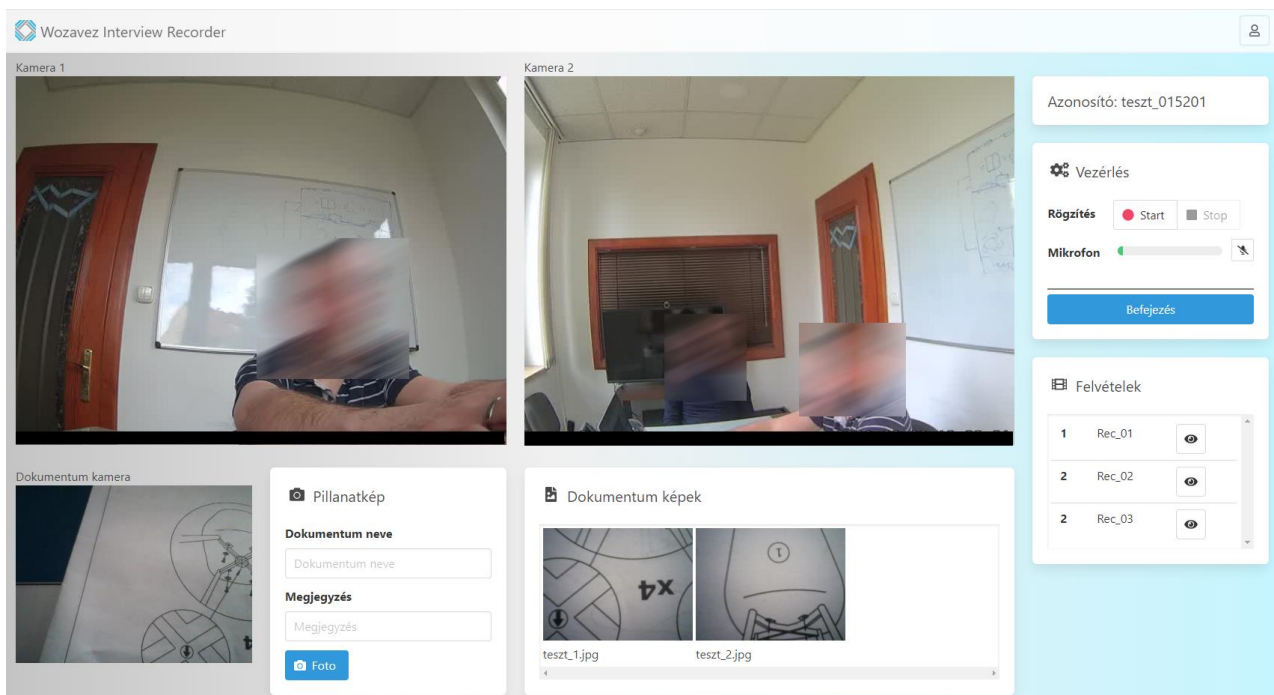 Wozavez Interview Recorder
Kamera 1
Kamera 2
Azonosító: teszt_015201
Vezérlés
Rögzítés
Start
Stop
Mikrofon
Befejezés
Felvételek
1 Rec_01
2 Rec_02
2 Rec_03
Dokumentum kamera
Pillanatkép
Dokumentum neve
Dokumentum neve
Megjegyzés
Megjegyzés
Foto
Dokumentum képek
x4
1
teszt_1.jpg
teszt_2.jpg